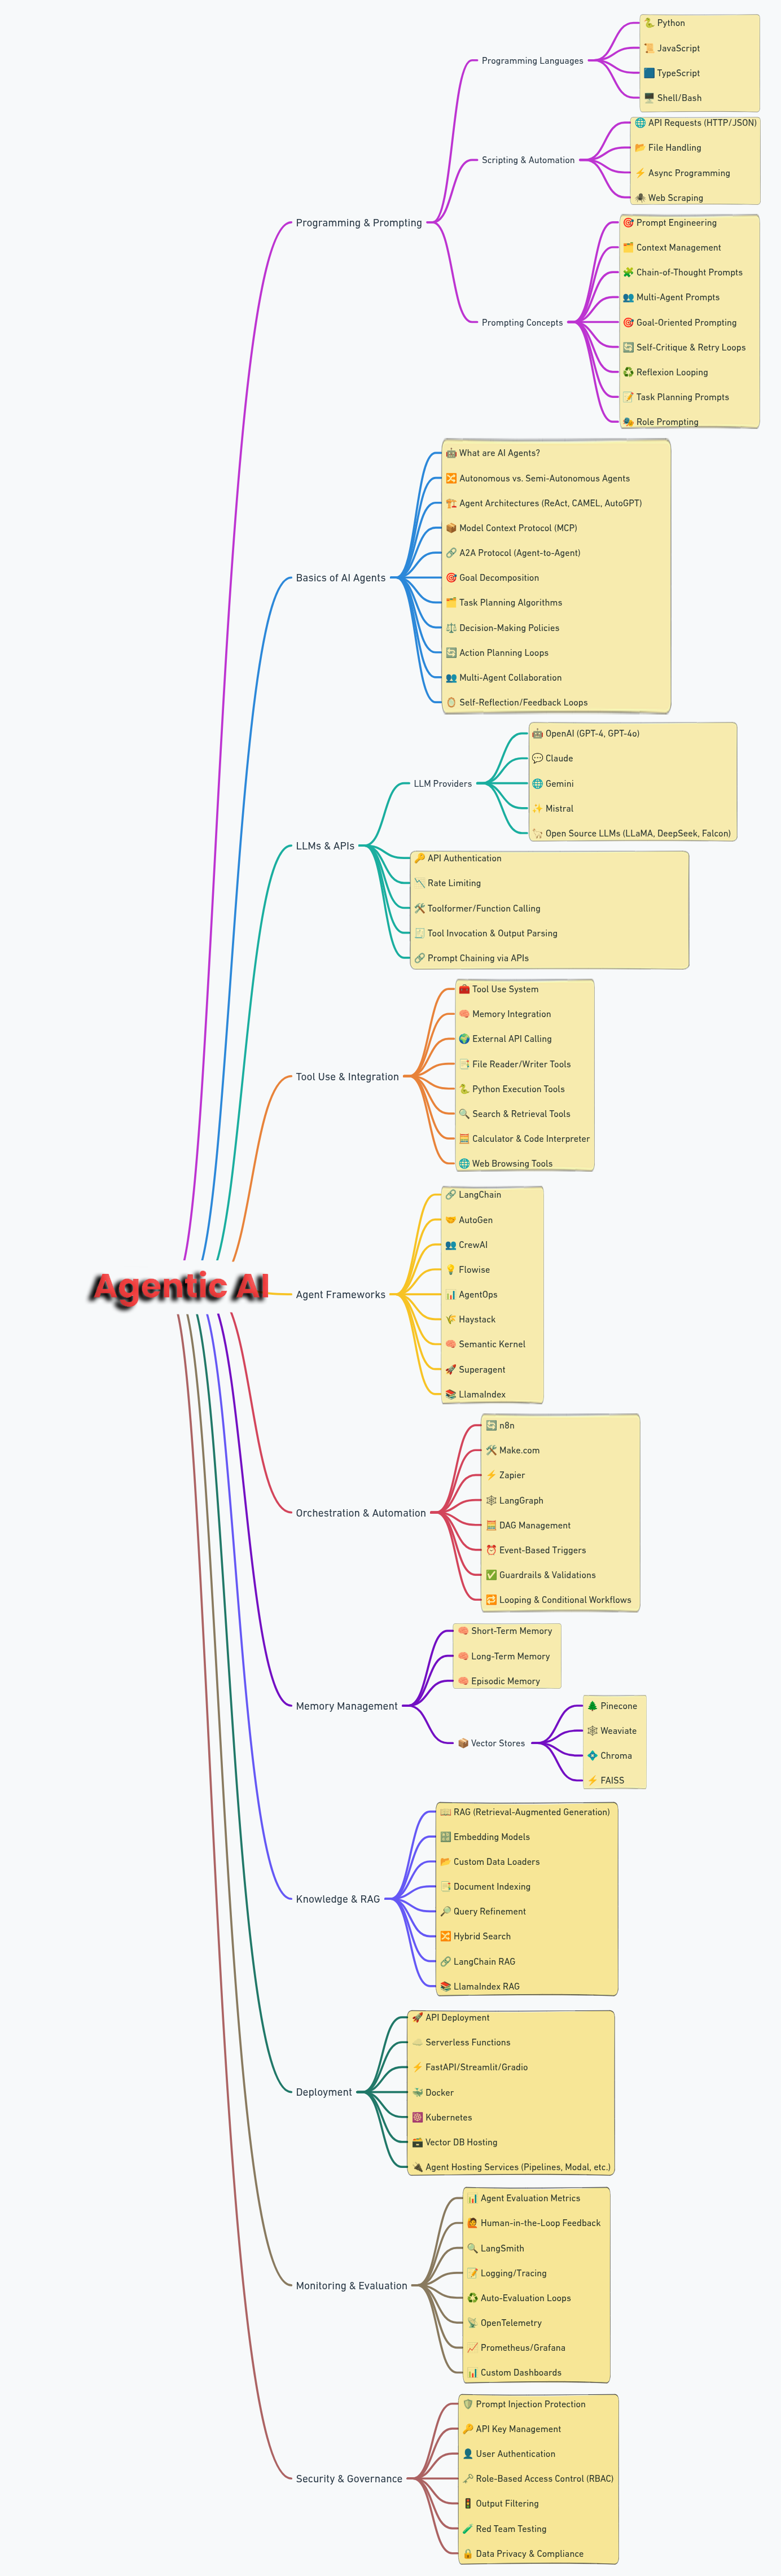 Programming & Prompting
Programming Languages
Python
JavaScript
TypeScript
Shell/Bash
Scripting & Automation
API Requests (HTTP/JSON)
File Handling
Async Programming
Web Scraping
Prompting Concepts
Prompt Engineering
Context Management
Chain-of-Thought Prompts
Multi-Agent Prompts
Goal-Oriented Prompting
Self-Critique & Retry Loops
Reflexion Looping
Task Planning Prompts
Role Prompting
Basics of AI Agents
What are AI Agents?
Autonomous vs. Semi-Autonomous Agents
Agent Architectures (ReAct, CAMEL, AutoGPT)
Model Context Protocol (MCP)
A2A Protocol (Agent-to-Agent)
Goal Decomposition
Task Planning Algorithms
Decision-Making Policies
Action Planning Loops
Multi-Agent Collaboration
Self-Reflection/Feedback Loops
LLMs & APIs
LLM Providers
OpenAI (GPT-4, GPT-4o)
Claude
Gemini
Mistral
Open Source LLMs (LLaMA, DeepSeek, Falcon)
API Authentication
Rate Limiting
Toolformer/Function Calling
Tool Invocation & Output Parsing
Prompt Chaining via APIs
Tool Use & Integration
Tool Use System
Memory Integration
External API Calling
File Reader/Writer Tools
Python Execution Tools
Search & Retrieval Tools
Calculator & Code Interpreter
Web Browsing Tools
Agentic AI
Agent Frameworks
LangChain
AutoGen
CrewAI
Flowise
AgentOps
Haystack
Semantic Kernel
Superagent
LlamaIndex
Orchestration & Automation
n8n
Make.com
Zapier
LangGraph
DAG Management
Event-Based Triggers
Guardrails & Validations
Looping & Conditional Workflows
Memory Management
Short-Term Memory
Long-Term Memory
Episodic Memory
Vector Stores
Pinecone
Weaviate
Chroma
FAISS
Knowledge & RAG
RAG (Retrieval-Augmented Generation)
Embedding Models
Custom Data Loaders
Document Indexing
Query Refinement
Hybrid Search
LangChain RAG
LlamaIndex RAG
Deployment
API Deployment
Serverless Functions
FastAPI/Streamlit/Gradio
Docker
Kubernetes
Vector DB Hosting
Agent Hosting Services (Pipelines, Modal, etc.)
Monitoring & Evaluation
Agent Evaluation Metrics
Human-in-the-Loop Feedback
LangSmith
Logging/Tracing
Auto-Evaluation Loops
OpenTelemetry
Prometheus/Grafana
Custom Dashboards
Security & Governance
Prompt Injection Protection
API Key Management
User Authentication
Role-Based Access Control (RBAC)
Output Filtering
Red Team Testing
Data Privacy & Compliance